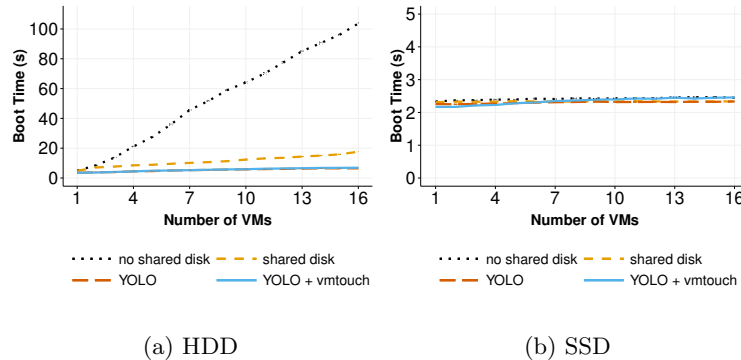 100
80
60
40
20
0
Boot Time (s)
1 4 7 10 13 16
Number of VMs
no shared disk shared disk
YOLO YOLO + vmtouch
(a) HDD
5
4
3
2
1
0
Boot Time (s)
1 4 7 10 13 16
Number of VMs
no shared disk shared disk
YOLO YOLO + vmtouch
(b) SSD